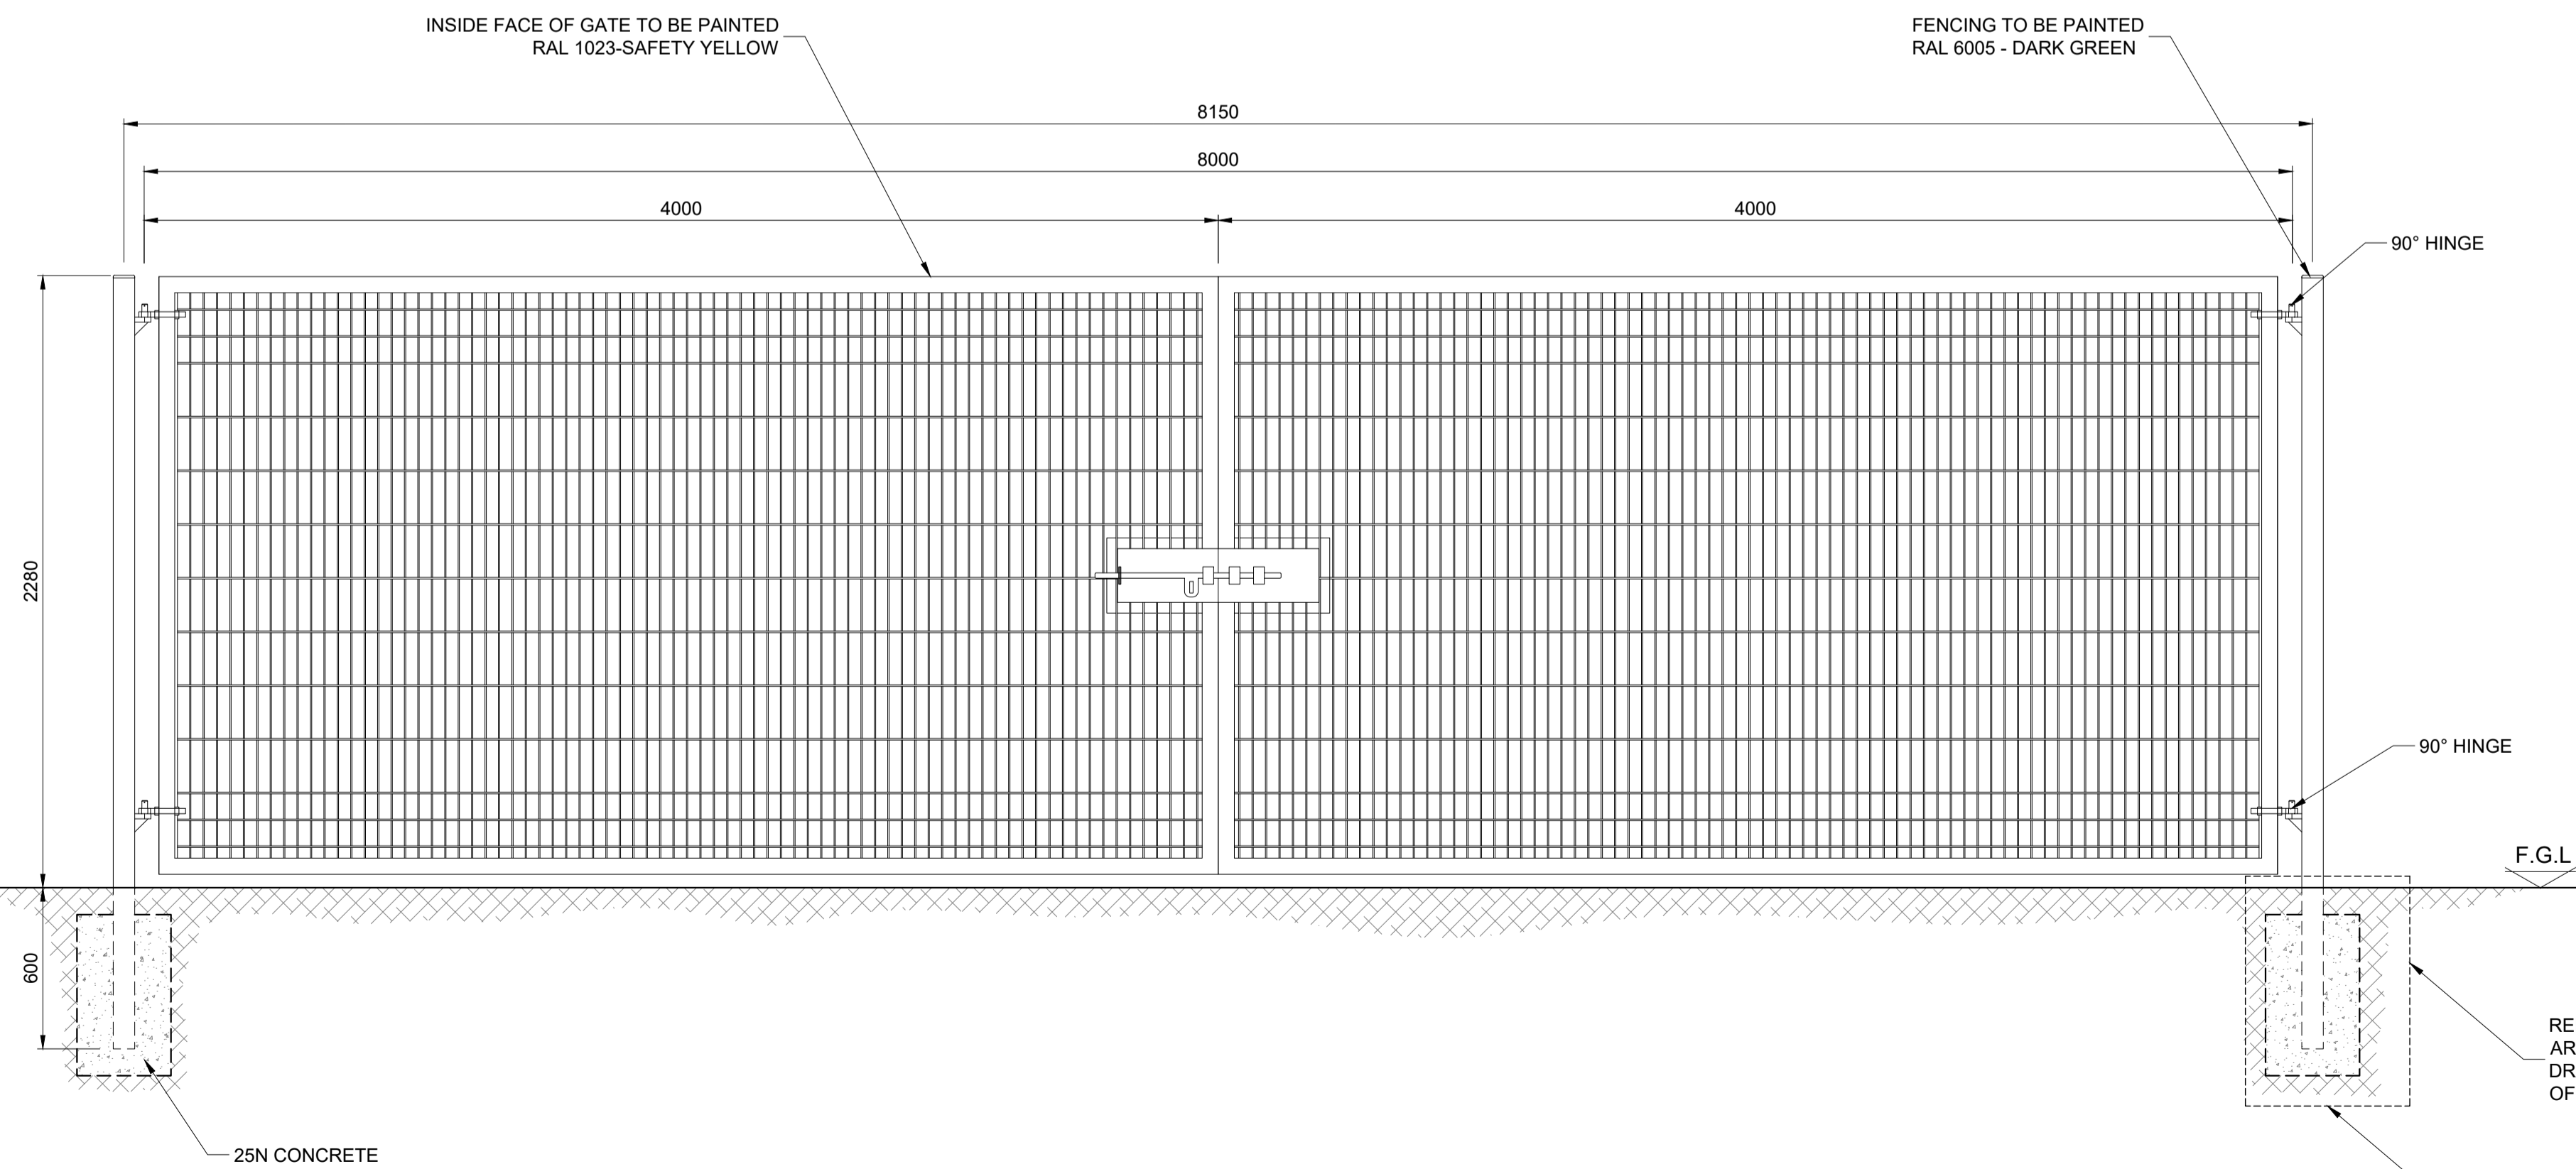 INSIDE FACE OF GATE TO BE PAINTED
RAL 1023-SAFETY YELLOW
FENCING TO BE PAINTED
RAL 6005 - DARK GREEN
8150
8000
4000
4000
90° HINGE
2280
90° HINGE
F.G.L
600
RE
AR
DR
OF
25N CONCRETE